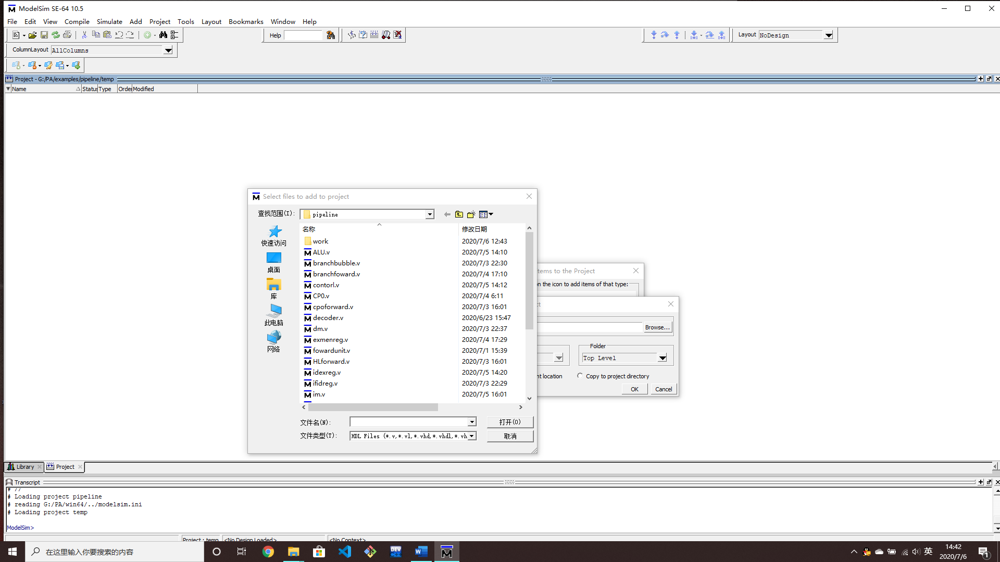 ModelSim SE-64 10.5
File Edit View Compile Simulate Add Project Tools Layout Bookmarks Window Help
Help
Layout NoDesign
ColumnLayout AllColumns
Project - G:/PA/examples/pipeline/temp
Name Status Type Order Modified
Select files to add to project
查找范围(I): pipeline
快速访问
桌面
库
此电脑
网络
名称 修改日期
work 2020/7/6 12:43
ALU.v 2020/7/5 14:10
branchbubble.v 2020/7/3 22:30
branchfoward.v 2020/7/4 17:10
contorl.v 2020/7/5 14:12
CP0.v 2020/7/4 6:11
cpoforward.v 2020/7/3 16:01
decoder.v 2020/6/23 15:47
dm.v 2020/7/3 22:37
exmenreg.v 2020/7/4 17:29
fowardunit.v 2020/7/1 15:39
HLforward.v 2020/7/3 16:01
idexreg.v 2020/7/5 14:20
ifidreg.v 2020/7/3 22:29
im.v 2020/7/5 16:01
文件名(N): 打开(O)
文件类型(T): HDL Files (*.v,*.vl,*.vhd,*.vhdl,*.vh 取消
tems to the Project
on the icon to add items of that type:
ct
Browse...
Folder
Top Level
nt location Copy to project directory
OK Cancel
Library Project
Transcript
# //
# Loading project pipeline
# reading G:/PA/win64/../modelsim.ini
# Loading project temp
ModelSim>
Project : temp <No Design Loaded> <No Context>
在这里输入你要搜索的内容
DEV
英
14:42
2020/7/6
1